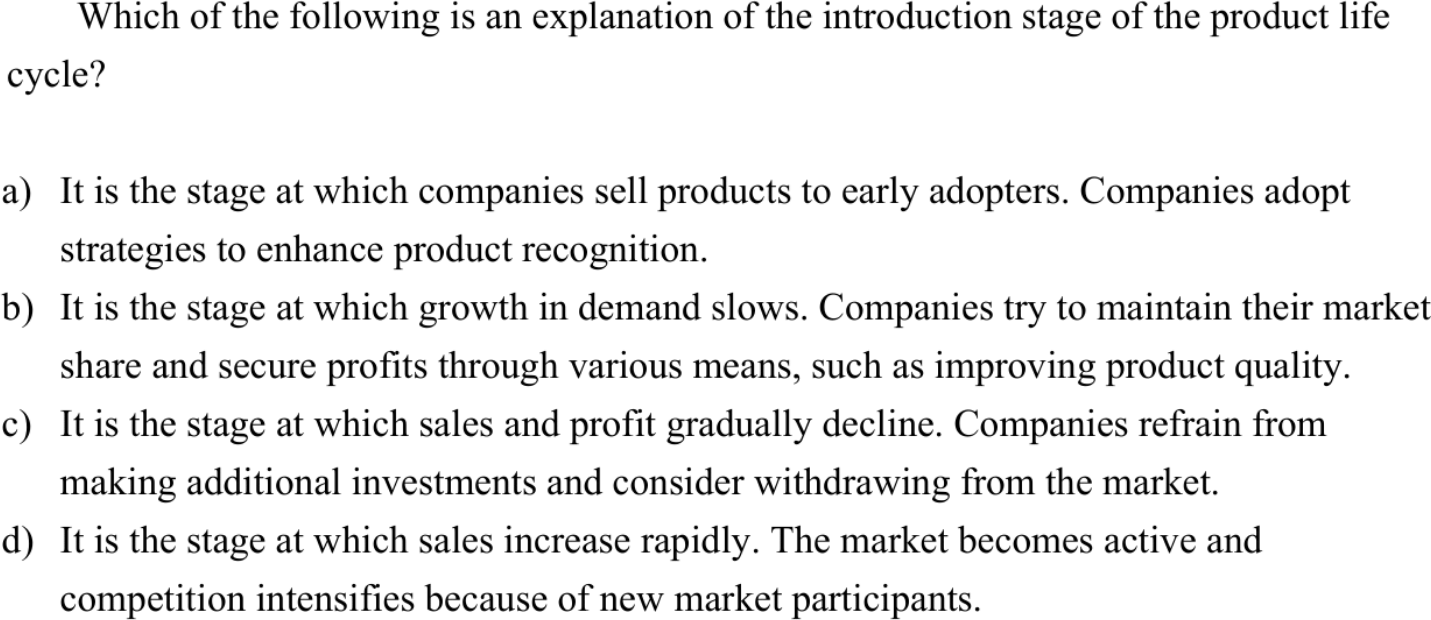 Which of the following is an explanation of the introduction stage of the product life
cycle?
a) It is the stage at which companies sell products to early adopters. Companies adopt
strategies to enhance product recognition.
b) It is the stage at which growth in demand slows. Companies try to maintain their market
share and secure profits through various means, such as improving product quality.
c) It is the stage at which sales and profit gradually decline. Companies refrain from
making additional investments and consider withdrawing from the market.
d) It is the stage at which sales increase rapidly. The market becomes active and
competition intensifies because of new market participants.